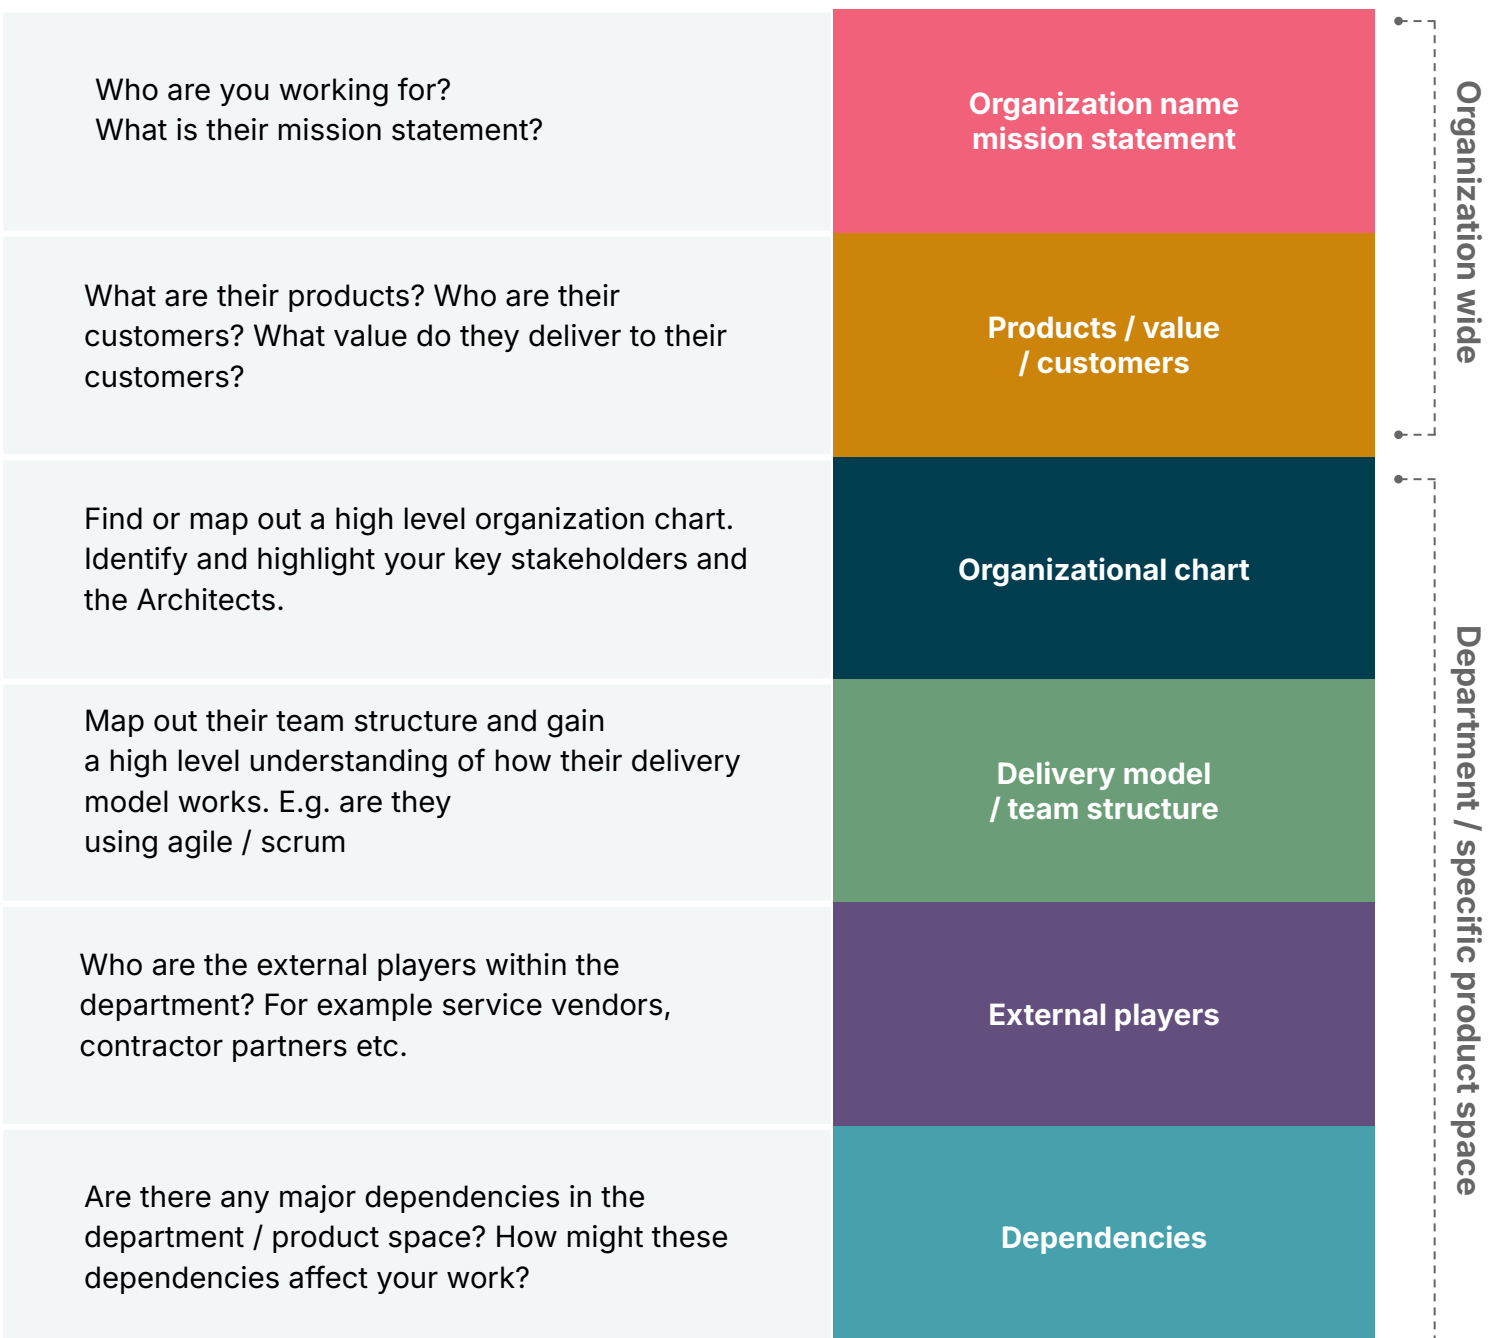 Who are you working for?
What is their mission statement?
Organization name
mission statement
What are their products? Who are their
customers? What value do they deliver to their
customers?
Products / value
/ customers
Organization wide
Find or map out a high level organization chart.
Identify and highlight your key stakeholders and
the Architects.
Organizational chart
Map out their team structure and gain
a high level understanding of how their delivery
model works. E.g. are they
using agile / scrum
Delivery model
/ team structure
Who are the external players within the
department? For example service vendors,
contractor partners etc.
External players
Are there any major dependencies in the
department / product space? How might these
dependencies affect your work?
Dependencies
Department / specific product space